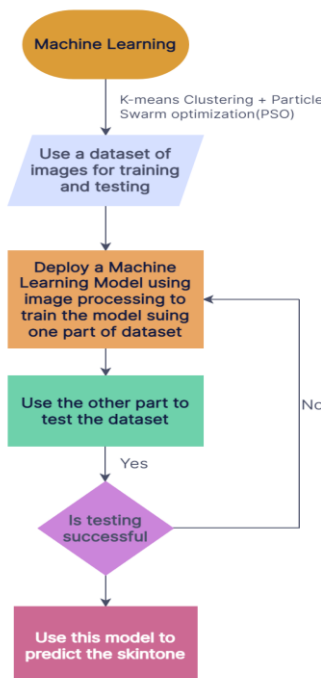 Machine Learning
K-means Clustering + Particle
Swarm optimization(PSO)
Use a dataset of
images for training
and testing
Deploy a Machine
Learning Model using
image processing to
train the model suing
one part of dataset
Use the other part to
test the dataset
No
Yes
Is testing
successful
Use this model to
predict the skintone